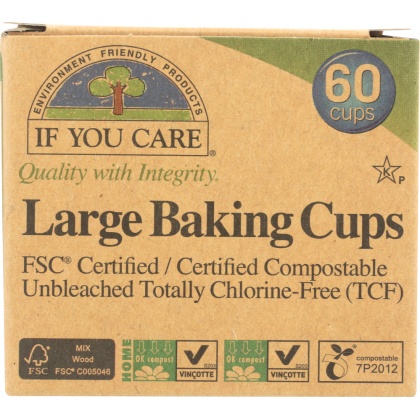 ENVIRONMENT FRIENDLY PRODUCTS
IF YOU CARE®
Quality with Integrity.
60
cups
K
P
Large Baking Cups
FSC® Certified / Certified Compostable
Unbleached Totally Chlorine-Free (TCF)
FSC
MIX
Wood
FSC® C005046
HOME
OK compost
VINÇOTTE
OK compost
VINÇOTTE
compostable
7P2012